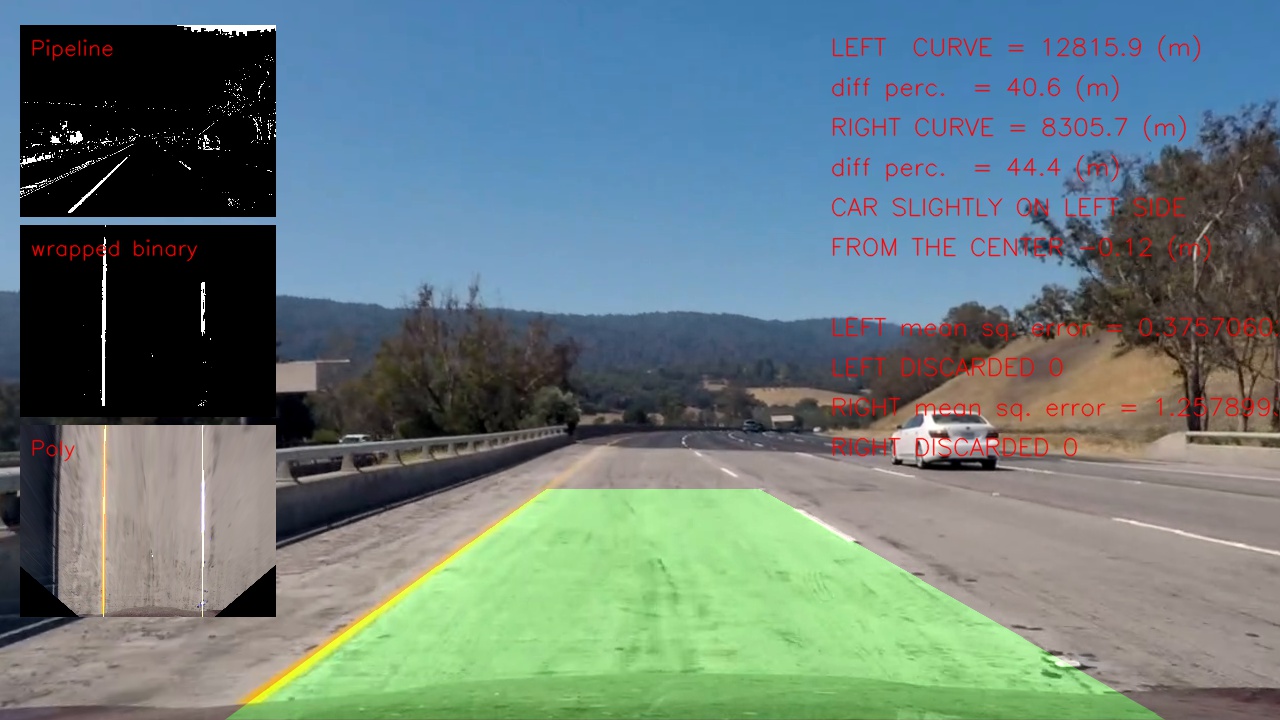 Pipeline
wrapped binary
Poly
LEFT CURVE = 12815.9 (m)
diff perc. = 40.6 (m)
RIGHT CURVE = 8305.7 (m)
diff perc. = 44.4 (m)
CAR SLIGHTLY ON LEFT SIDE
FROM THE CENTER -0.12 (m)
LEFT mean sq. error = 0.3757060
LEFT DISCARDED 0
RIGHT mean sq. error = 1.257899
RIGHT DISCARDED 0